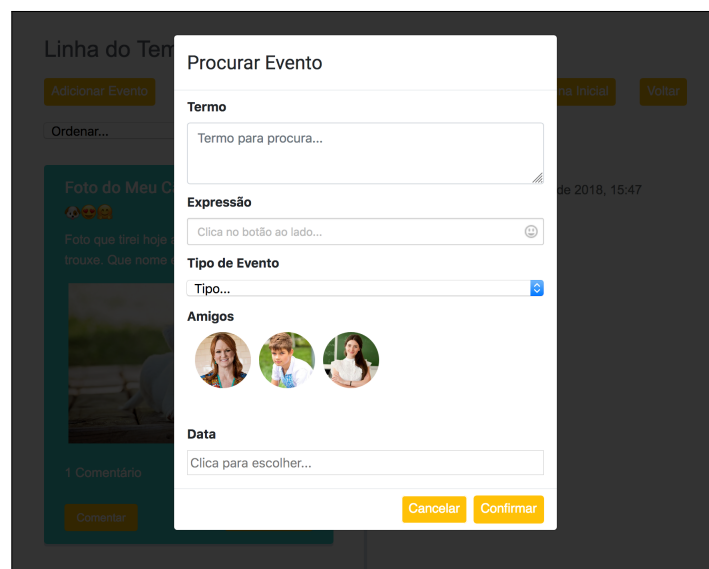 Linha do Tem
Adicionar Evento
na Inicial
Voltar
Ordenar...
Procurar Evento
Termo
Termo para procura...
Expressão
Clica no botão ao lado...
Tipo de Evento
Tipo...
Amigos
Data
Clica para escolher...
Cancelar
Confirmar
Foto do Meu C
Foto que tirei hoje
trouxe. Que nome
de 2018, 15:47
1 Comentário
Comentar